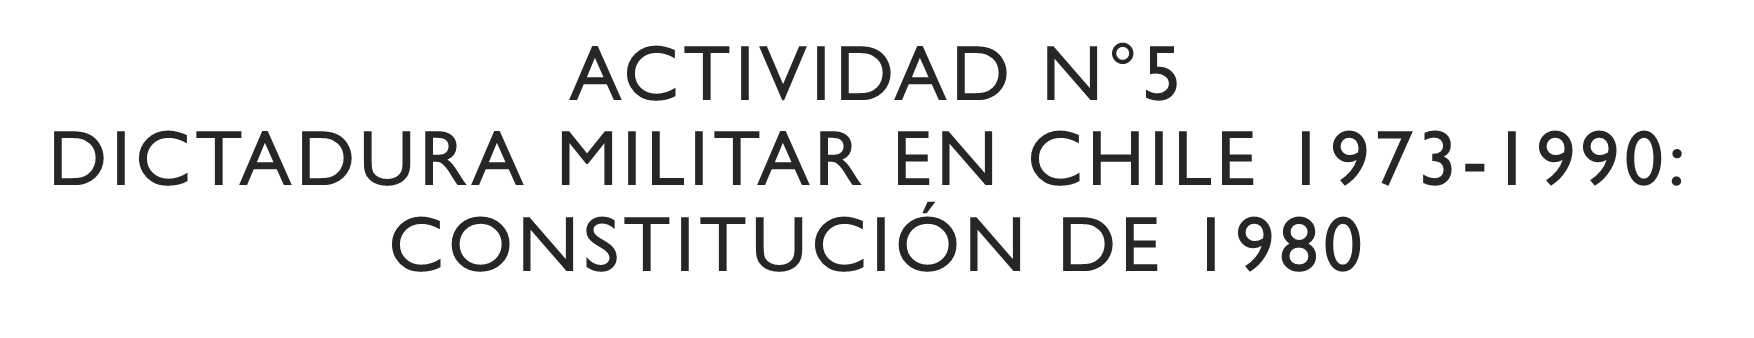 ACTIVIDAD N°5
DICTADURA MILITAR EN CHILE 1973-1990:
CONSTITUCIÓN DE 1980